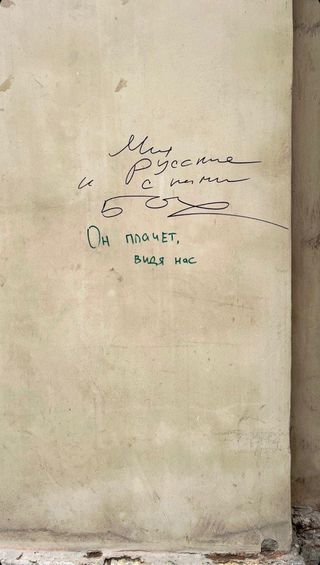 Мы
Русские
и с нами
Бог
Он плачет,
видя нас